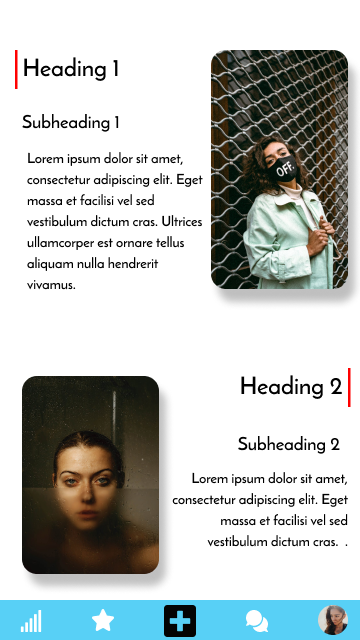 Heading 1
Subheading 1
Lorem ipsum dolor sit amet,
consectetur adipiscing elit. Eget
massa et facilisi vel sed
vestibulum dictum cras. Ultrices
ullamcorper est ornare tellus
aliquam nulla hendrerit
vivamus.
OFF.
Heading 2
Subheading 2
Lorem ipsum dolor sit amet,
consectetur adipiscing elit. Eget
massa et facilisi vel sed
vestibulum dictum cras. .